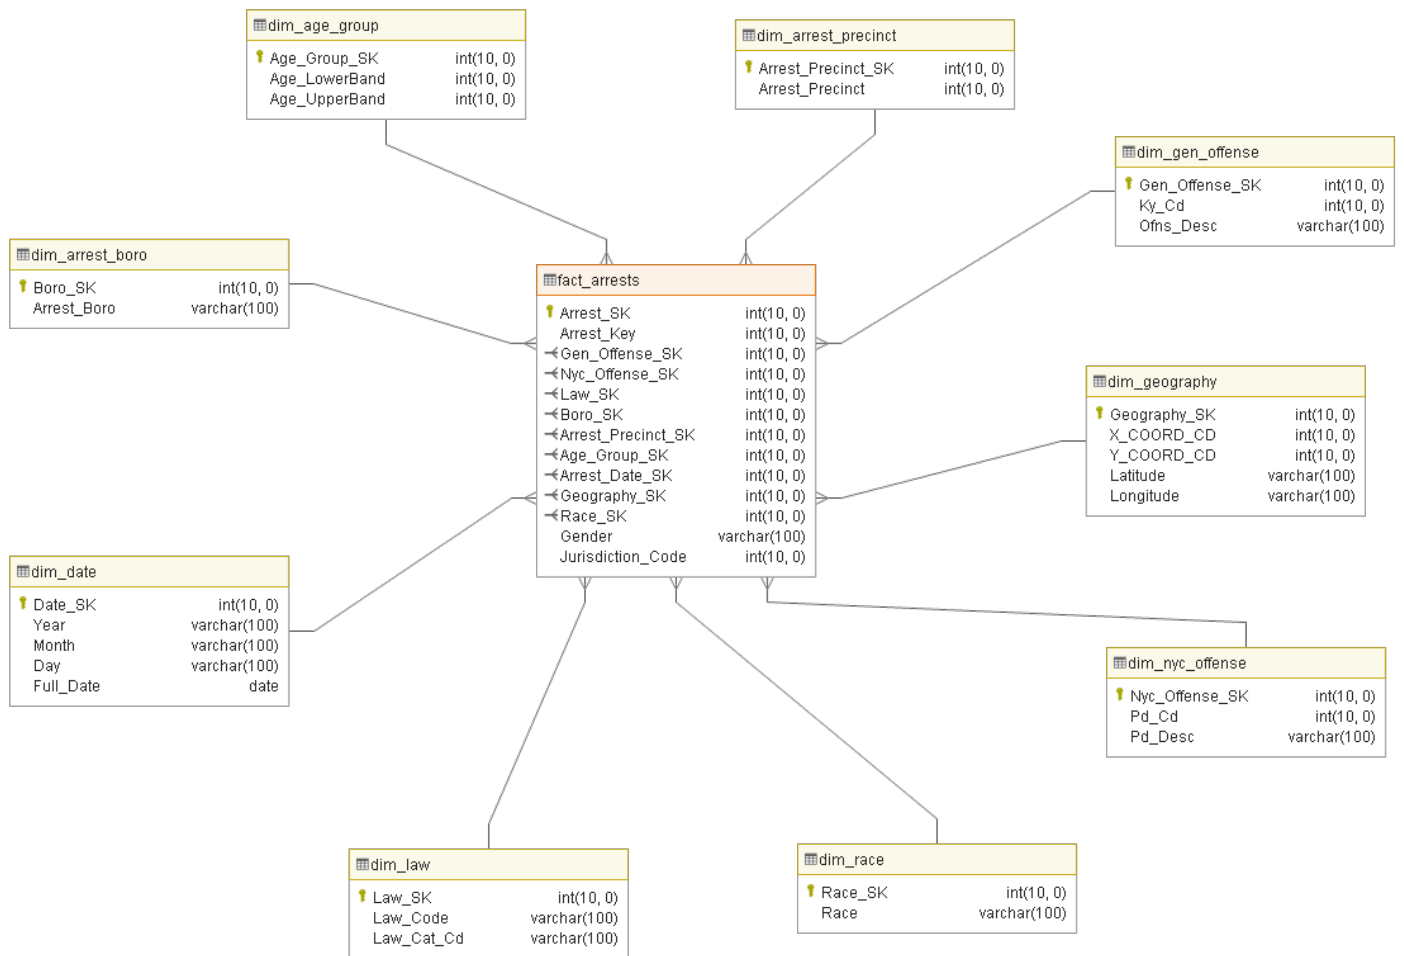 dim_age_group
Age_Group_SK int(10, 0)
Age_LowerBand int(10, 0)
Age_UpperBand int(10, 0)
dim_arrest_precinct
Arrest_Precinct_SK int(10, 0)
Arrest_Precinct int(10, 0)
dim_gen_offense
Gen_Offense_SK int(10, 0)
Ky_Cd int(10, 0)
Ofns_Desc varchar(100)
dim_arrest_boro
Boro_SK int(10, 0)
Arrest_Boro varchar(100)
fact_arrests
Arrest_SK int(10, 0)
Arrest_Key int(10, 0)
Gen_Offense_SK int(10, 0)
Nyc_Offense_SK int(10, 0)
Law_SK int(10, 0)
Boro_SK int(10, 0)
Arrest_Precinct_SK int(10, 0)
Age_Group_SK int(10, 0)
Arrest_Date_SK int(10, 0)
Geography_SK int(10, 0)
Race_SK int(10, 0)
Gender varchar(100)
Jurisdiction_Code int(10, 0)
dim_geography
Geography_SK int(10, 0)
X_COORD_CD int(10, 0)
Y_COORD_CD int(10, 0)
Latitude varchar(100)
Longitude varchar(100)
dim_date
Date_SK int(10, 0)
Year varchar(100)
Month varchar(100)
Day varchar(100)
Full_Date date
dim_nyc_offense
Nyc_Offense_SK int(10, 0)
Pd_Cd int(10, 0)
Pd_Desc varchar(100)
dim_law
Law_SK int(10, 0)
Law_Code varchar(100)
Law_Cat_Cd varchar(100)
dim_race
Race_SK int(10, 0)
Race varchar(100)